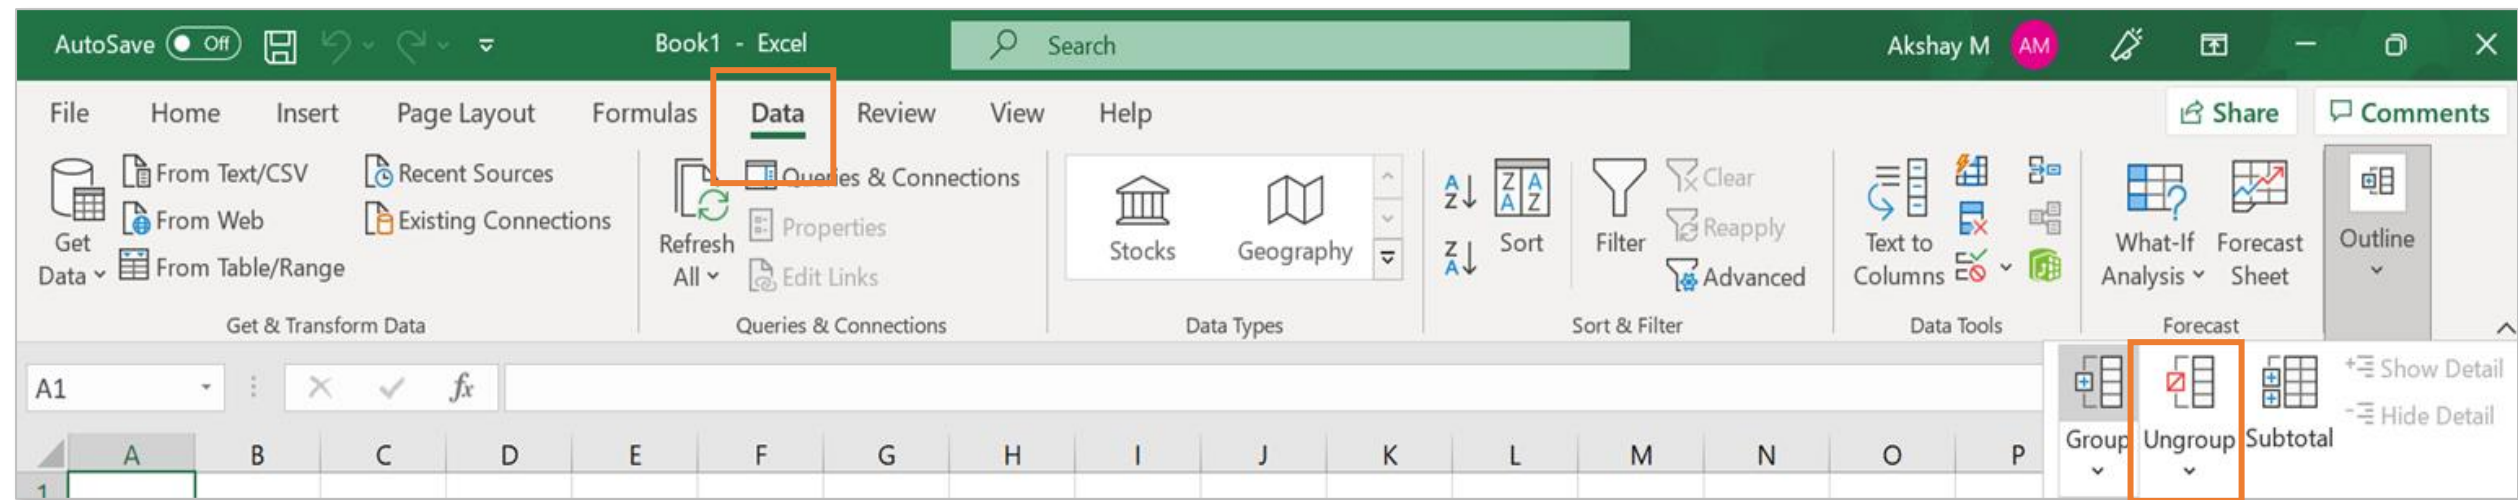 AutoSave Off Book1 - Excel Search Akshay M AM
File Home Insert Page Layout Formulas Data Review View Help Share Comments
Get Data
From Text/CSV
From Web
From Table/Range
Recent Sources
Existing Connections
Get & Transform Data
Refresh All
Queries & Connections
Properties
Edit Links
Queries & Connections
Stocks Geography
Data Types
A Z
Z A
Z A A Z
Sort
Filter
Clear
Reapply
Advanced
Sort & Filter
Text to Columns
Data Tools
What-If Analysis
Forecast Sheet
Forecast
Outline
Group Ungroup Subtotal
Show Detail
Hide Detail
A1 fx
A B C D E F G H I J K L M N O P
1